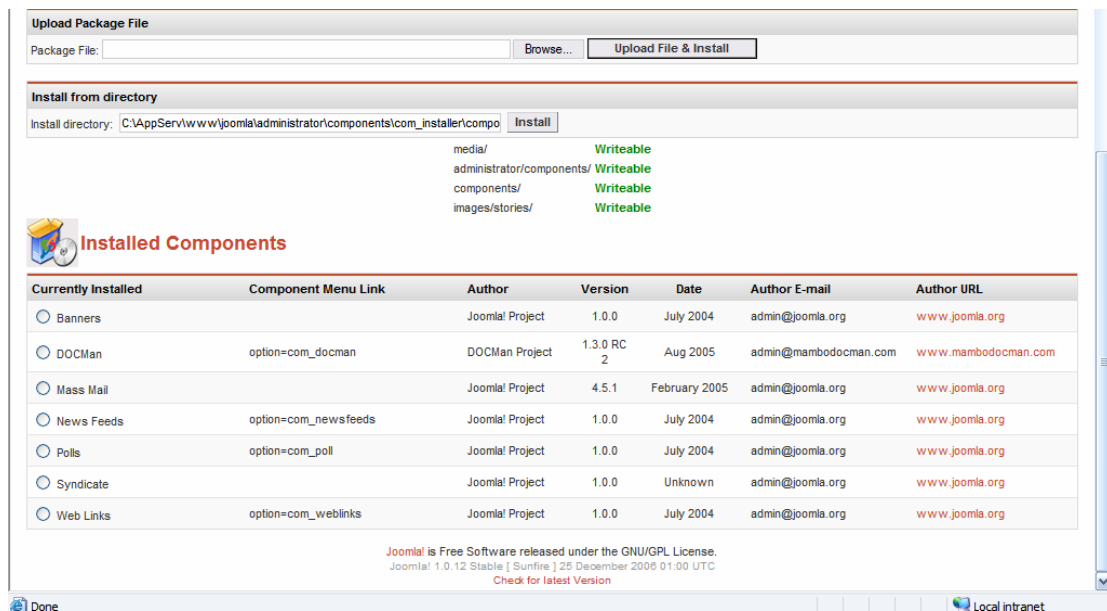 Upload Package File
Package File: Browse... Upload File & Install
Install from directory
Install directory: C:\AppServ\www\joomla\administrator\components\com_installer\compo Install
media/ Writeable
administrator/components/ Writeable
components/ Writeable
images/stories/ Writeable
Installed Components
Currently Installed Component Menu Link Author Version Date Author E-mail Author URL
Banners Joomla! Project 1.0.0 July 2004 admin@joomla.org www.joomla.org
DOCMan option=com_docman DOCMan Project 1.3.0 RC 2 Aug 2005 admin@mambodocman.com www.mambodocman.com
Mass Mail Joomla! Project 4.5.1 February 2005 admin@joomla.org www.joomla.org
News Feeds option=com_newsfeeds Joomla! Project 1.0.0 July 2004 admin@joomla.org www.joomla.org
Polls option=com_poll Joomla! Project 1.0.0 July 2004 admin@joomla.org www.joomla.org
Syndicate Joomla! Project 1.0.0 Unknown admin@joomla.org www.joomla.org
Web Links option=com_weblinks Joomla! Project 1.0.0 July 2004 admin@joomla.org www.joomla.org
Joomla! is Free Software released under the GNU/GPL License.
Joomla! 1.0.12 Stable [ Sunfire ] 25 December 2006 01:00 UTC
Check for latest Version
Done Local intranet